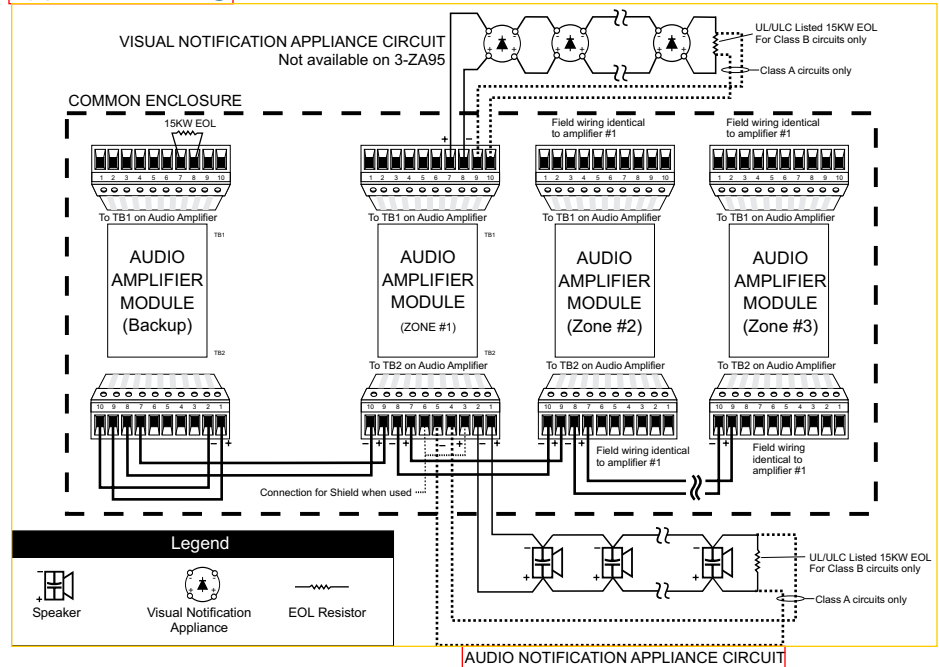 VISUAL NOTIFICATION APPLIANCE CIRCUIT
Not available on 3-ZA95
UL/ULC Listed 15KW EOL
For Class B circuits only
Class A circuits only
COMMON ENCLOSURE
15KW EOL
Field wiring identical
to amplifier #1
Field wiring identical
to amplifier #1
+ −
1 2 3 4 5 6 7 8 9 10
1 2 3 4 5 6 7 8 9 10
1 2 3 4 5 6 7 8 9 10
1 2 3 4 5 6 7 8 9 10
To TB1 on Audio Amplifier
To TB1 on Audio Amplifier
To TB1 on Audio Amplifier
To TB1 on Audio Amplifier
TB1
TB1
AUDIO
AMPLIFIER
MODULE
(Backup)
AUDIO
AMPLIFIER
MODULE
(ZONE #1)
AUDIO
AMPLIFIER
MODULE
(Zone #2)
AUDIO
AMPLIFIER
MODULE
(Zone #3)
TB2
TB2
To TB2 on Audio Amplifier
To TB2 on Audio Amplifier
To TB2 on Audio Amplifier
10 9 8 7 6 5 4 3 2 1
10 9 8 7 6 5 4 3 2 1
10 9 8 7 6 5 4 3 2 1
10 9 8 7 6 5 4 3 2 1
− +
− + − + − + − +
− + − +
− +
Field wiring identical
to amplifier #1
Field wiring
identical to
amplifier #1
Connection for Shield when used
Legend
Speaker
Visual Notification
Appliance
EOL Resistor
UL/ULC Listed 15KW EOL
For Class B circuits only
Class A circuits only
AUDIO NOTIFICATION APPLIANCE CIRCUIT